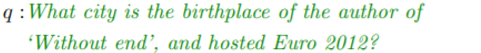 q : What city is the birthplace of the author of
'Without end', and hosted Euro 2012?